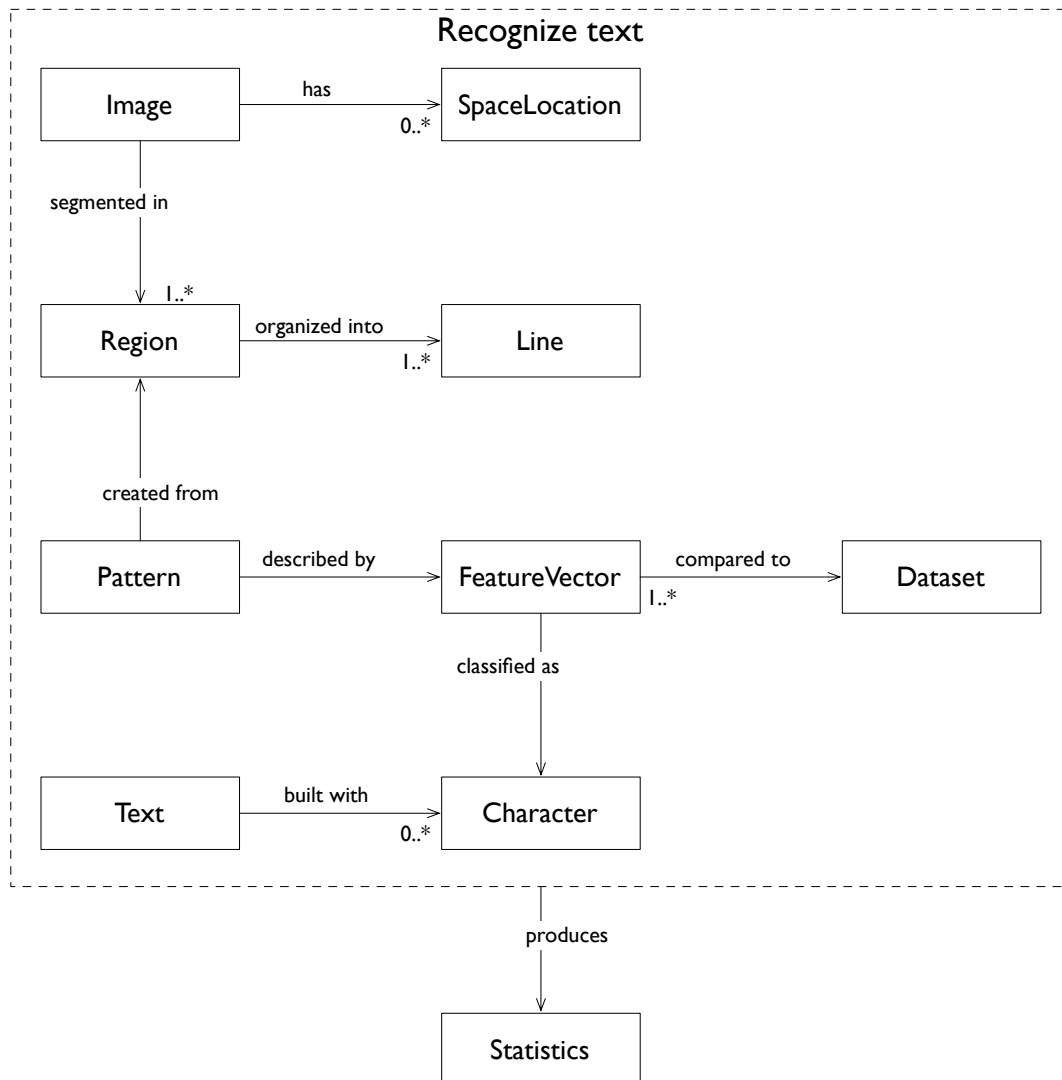 Recognize text
Image
has
0..*
SpaceLocation
segmented in
1..*
Region
organized into
1..*
Line
created from
Pattern
described by
FeatureVector
compared to
1..*
Dataset
classified as
Text
built with
0..*
Character
produces
Statistics